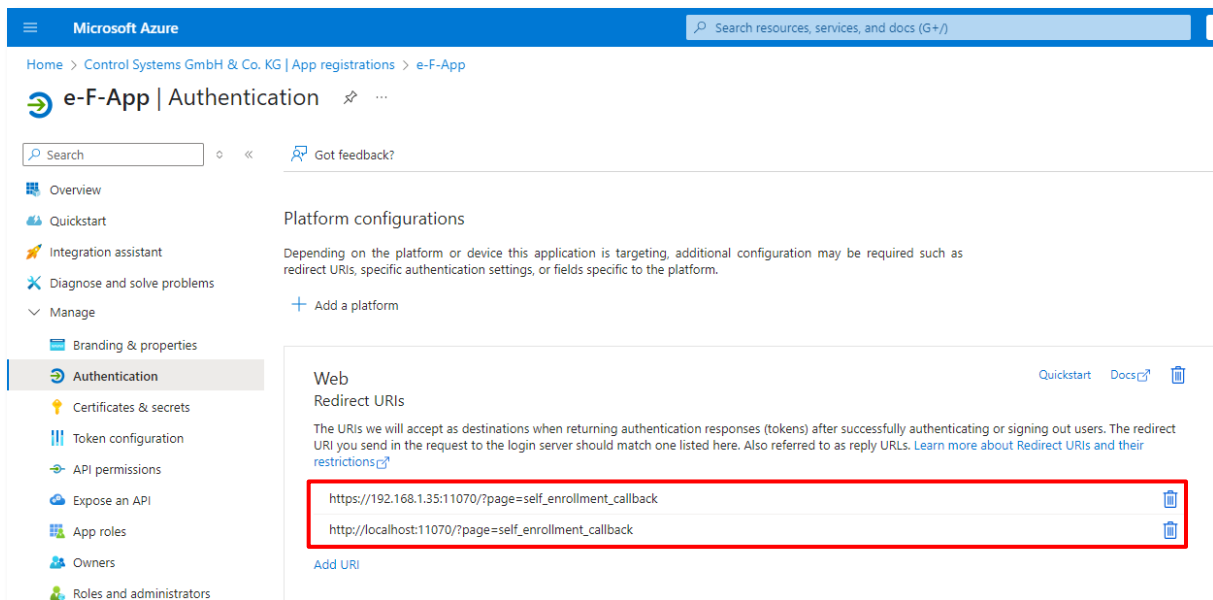 Microsoft Azure
Search resources, services, and docs (G+/)
Home > Control Systems GmbH & Co. KG | App registrations > e-F-App
e-F-App | Authentication
Search
Got feedback?
Overview
Quickstart
Integration assistant
Diagnose and solve problems
Manage
Branding & properties
Authentication
Certificates & secrets
Token configuration
API permissions
Expose an API
App roles
Owners
Roles and administrators
Platform configurations
Depending on the platform or device this application is targeting, additional configuration may be required such as
redirect URIs, specific authentication settings, or fields specific to the platform.
Add a platform
Web
Quickstart
Docs
Redirect URIs
The URIs we will accept as destinations when returning authentication responses (tokens) after successfully authenticating or signing out users. The redirect
URI you send in the request to the login server should match one listed here. Also referred to as reply URLs. Learn more about Redirect URIs and their
restrictions
https://192.168.1.35:11070/?page=self_enrollment_callback
http://localhost:11070/?page=self_enrollment_callback
Add URI